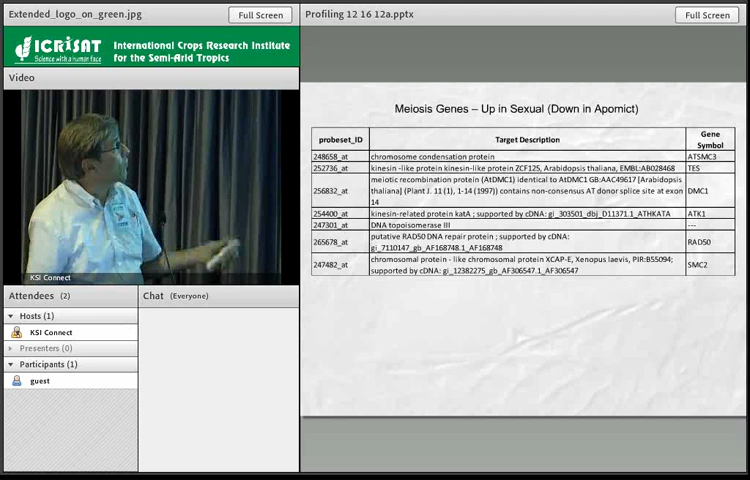 Extended_logo_on_green.jpg
Full Screen
ICRISAT
Science with a human face
International Crops Research Institute
for the Semi-Arid Tropics
Video
KSI Connect
Attendees (2)
Hosts (1)
KSI Connect
Presenters (0)
Participants (1)
guest
Chat (Everyone)
Profiling 12 16 12a.pptx
Full Screen
Meiosis Genes – Up in Sexual (Down in Apomict)
probeset_ID Target Description Gene
Symbol
248658_at chromosome condensation protein ATSMC3
252736_at kinesin -like protein kinesin-like protein ZCF125, Arabidopsis thaliana, EMBL:AB028468 TES
meiotic recombination protein (AtDMC1) identical to AtDMC1 GB:AAC49617 [Arabidopsis
256832_at thaliana] (Plant J. 11 (1), 1-14 (1997)) contains non-consensus AT donor splice site at exon DMC1
14
254400_at kinesin-related protein katA ; supported by cDNA: gi_303501_dbj_D11371.1_ATHKATA ATK1
247301_at DNA topoisomerase III ---
265678_at putative RAD50 DNA repair protein ; supported by cDNA: RAD50
gi_7110147_gb_AF168748.1_AF168748
247482_at chromosomal protein - like chromosomal protein XCAP-E, Xenopus laevis, PIR:B55094; SMC2
supported by cDNA: gi_12382275_gb_AF306547.1_AF306547